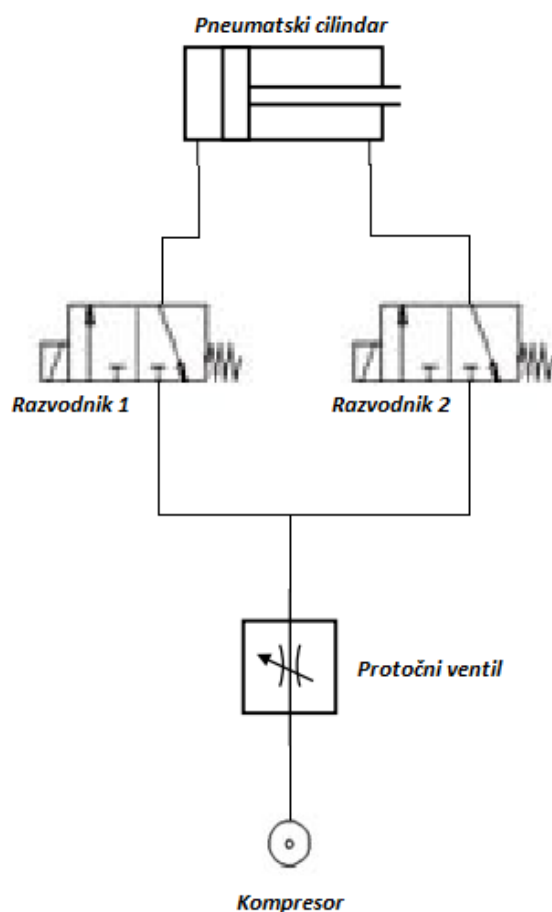 Pneumatski cilindar
Razvodnik 1
Razvodnik 2
Protočni ventil
Kompresor